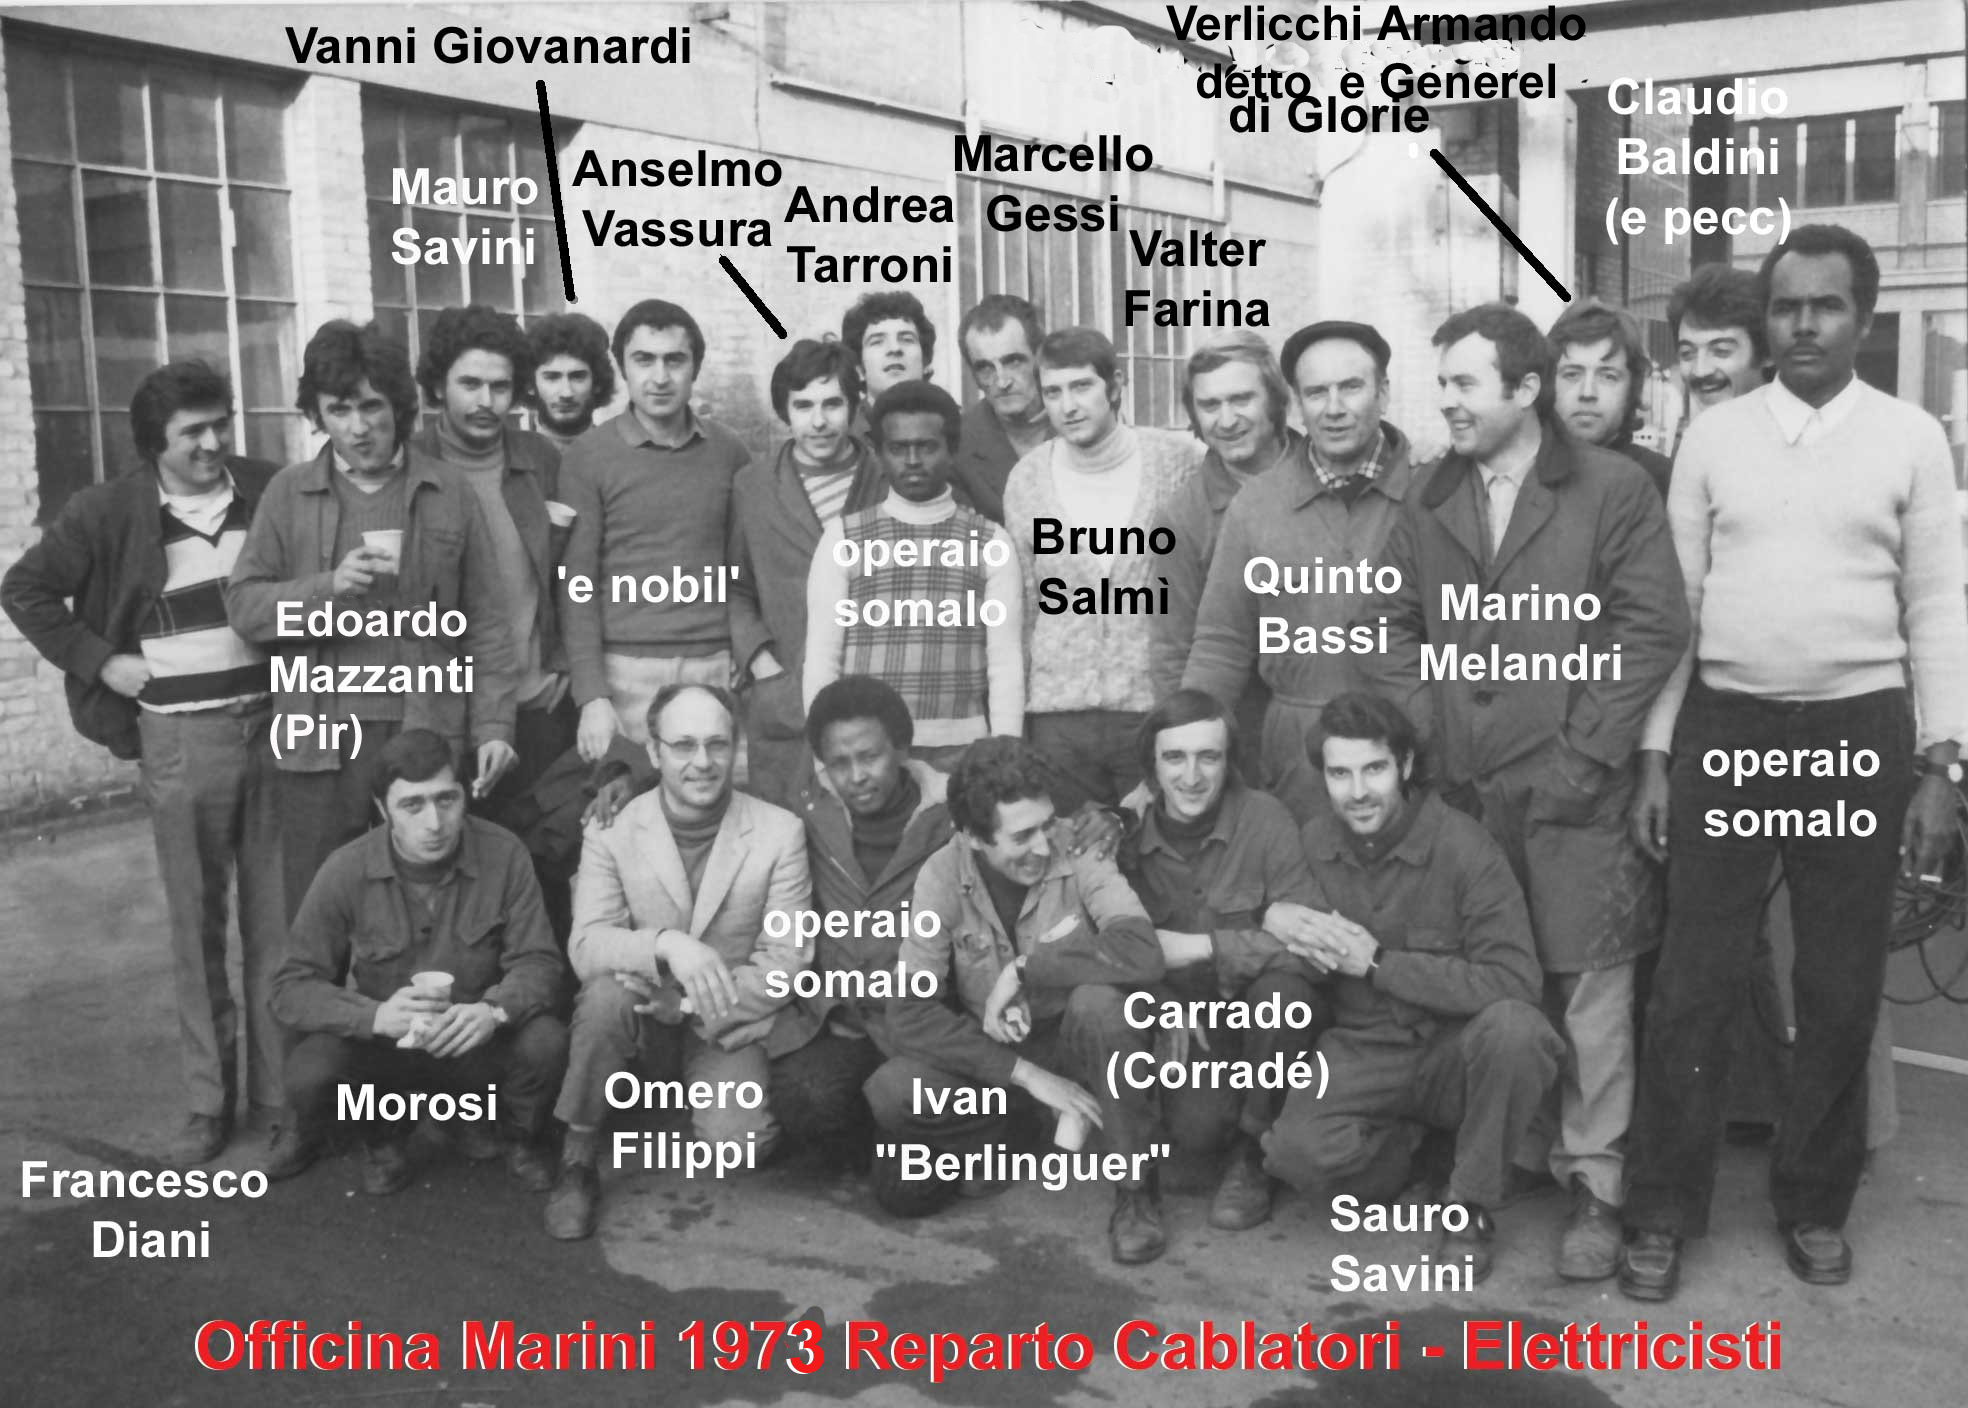 Vanni Giovanardi
Verlicchi Armando
detto e Generel
di Glorie
Claudio
Baldini
(e pecc)
Mauro
Savini
Anselmo
Vassura
Andrea
Tarroni
Marcello
Gessi
Valter
Farina
operaio
somalo
Bruno
Salmì
'e nobil'
Quinto
Bassi
Marino
Melandri
Edoardo
Mazzanti
(Pir)
operaio
somalo
operaio
somalo
Carrado
(Corradé)
Morosi
Omero
Filippi
Ivan
"Berlinguer"
Francesco
Diani
Sauro
Savini
Officina Marini 1973 Reparto Cablatori - Elettricisti